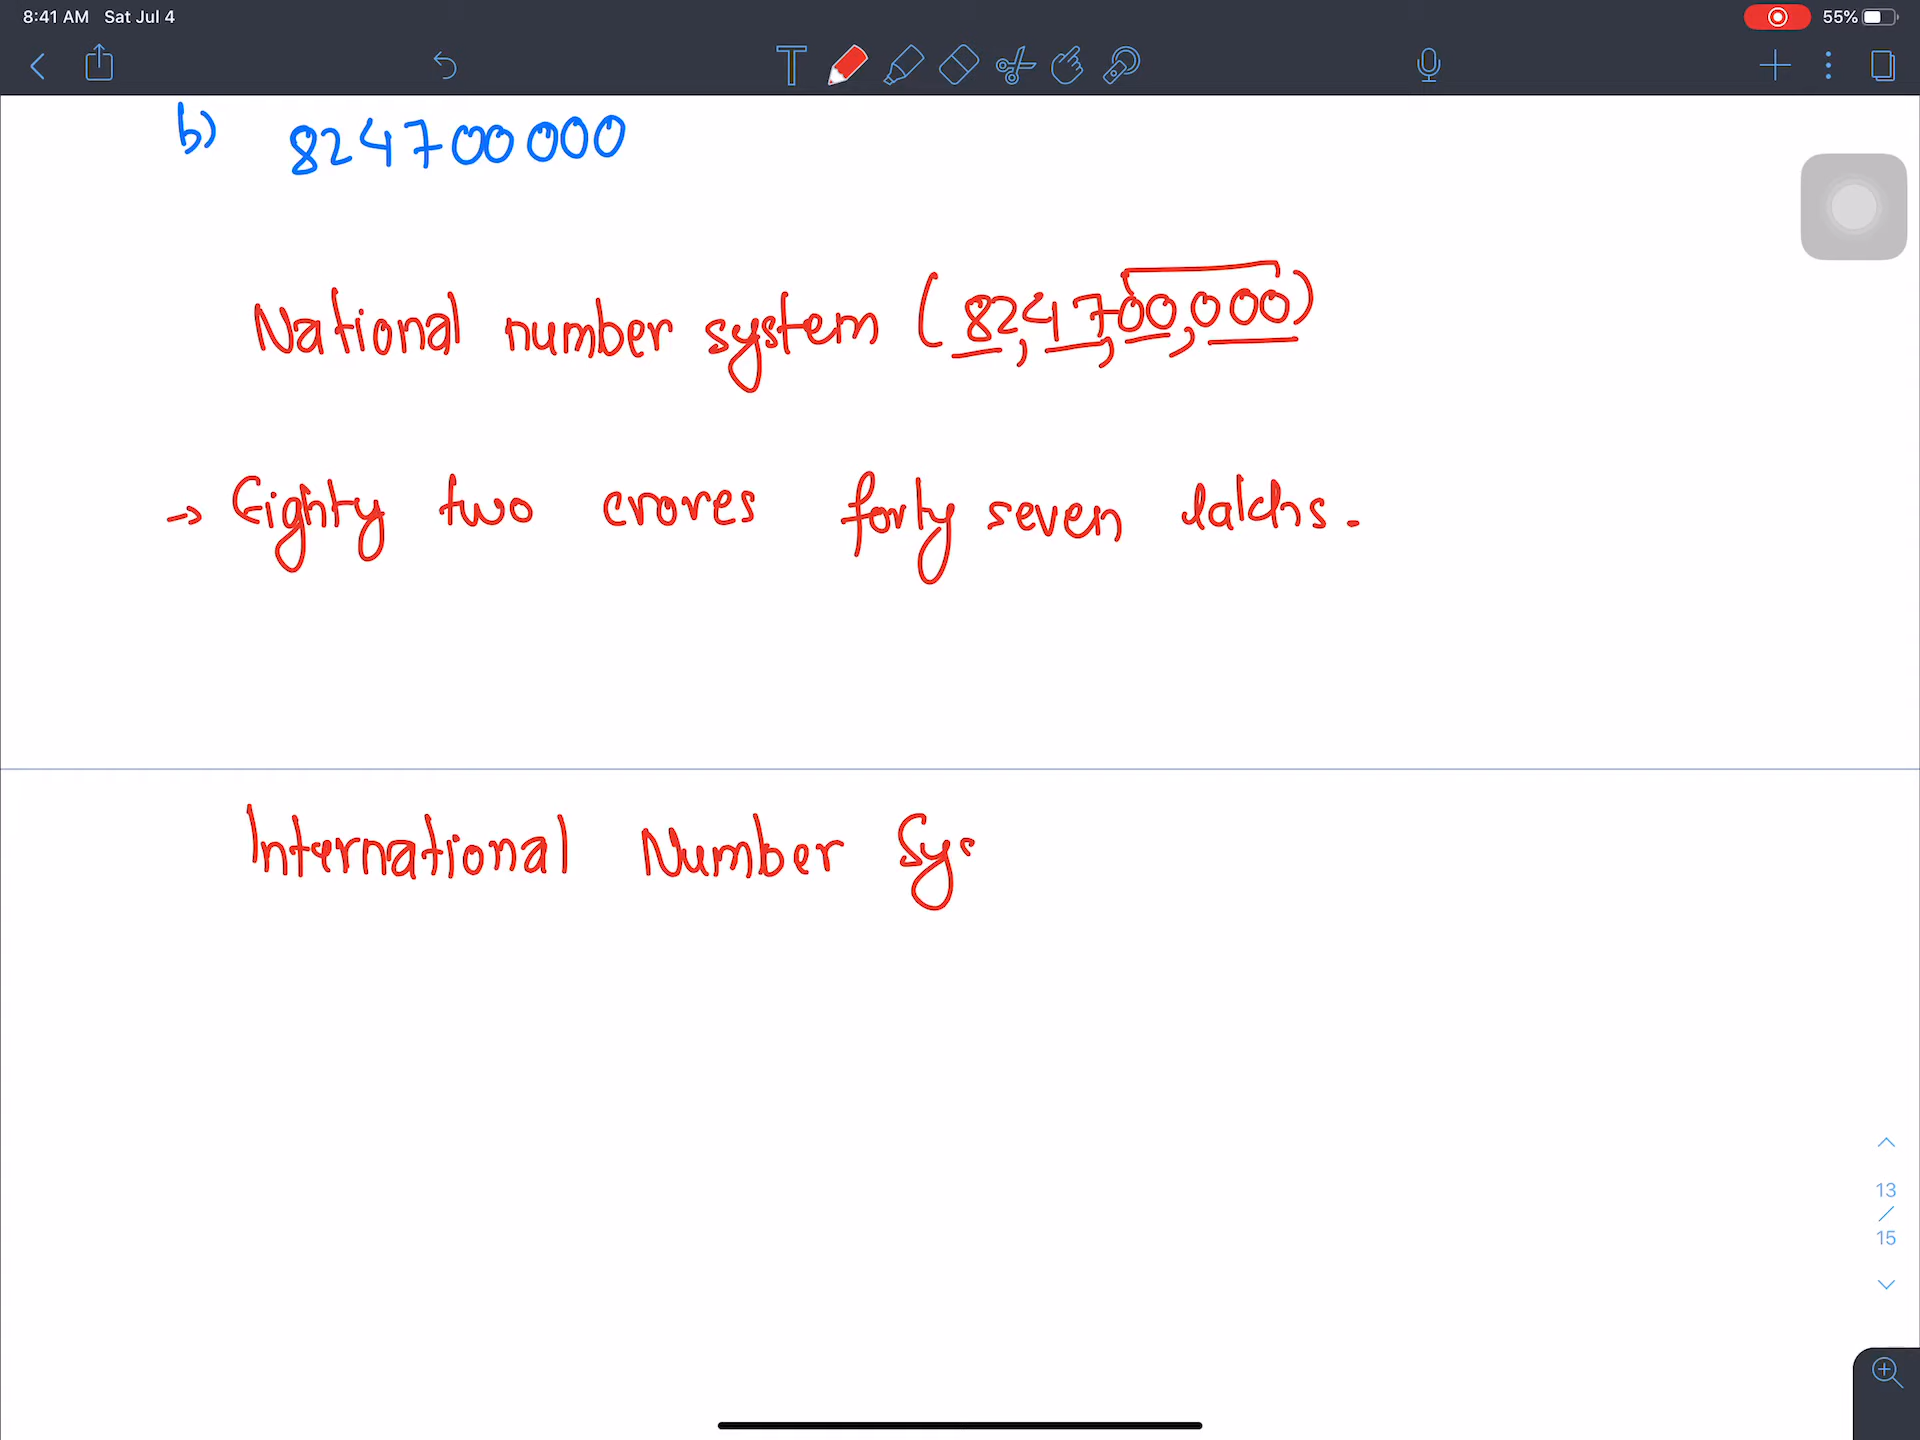 8:41 AM Sat Jul 4
55%
b) 824700000
National number system (82,47,00,000)
→ Eighty two crores forty seven lakhs.
International Number Sys
13
/
15